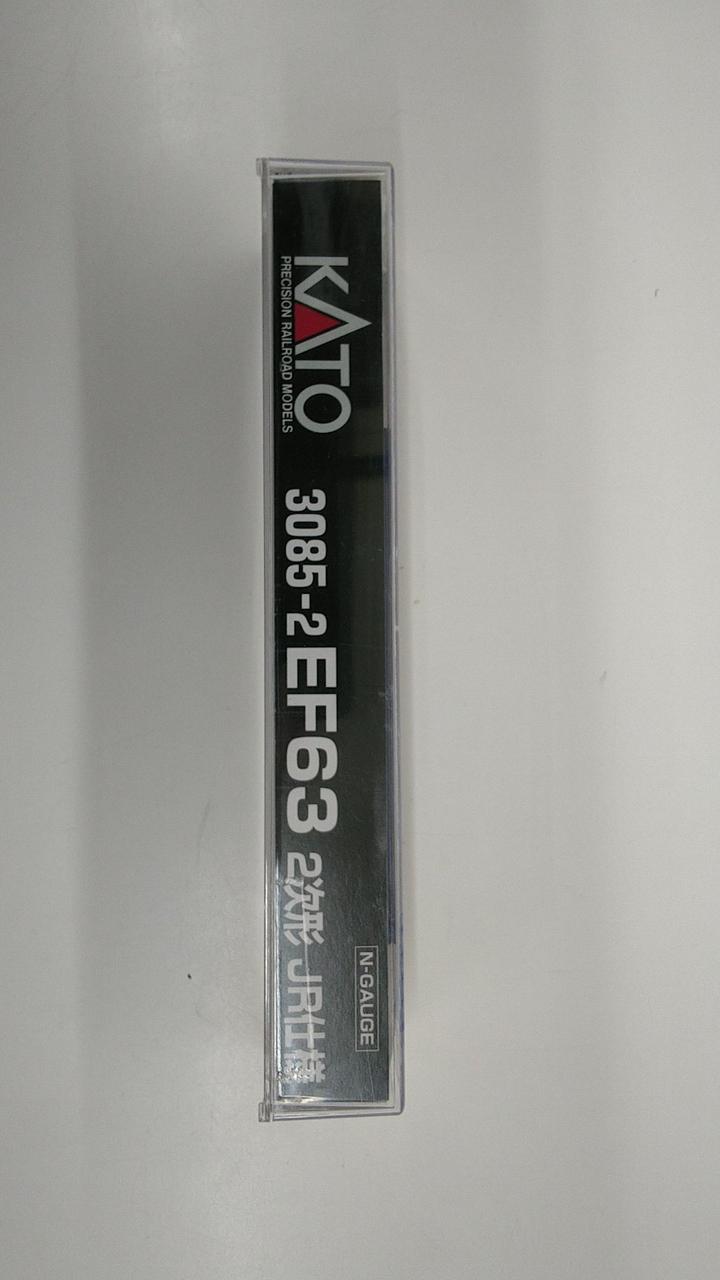 KATO
PRECISION RAILROAD MODELS
3085-2 EF63 2次形 JR仕様
N-GAUGE